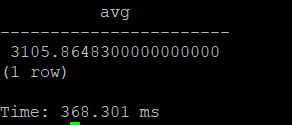 avg
-----------------------
3105.8648300000000000
(1 row)
Time: 368.301 ms